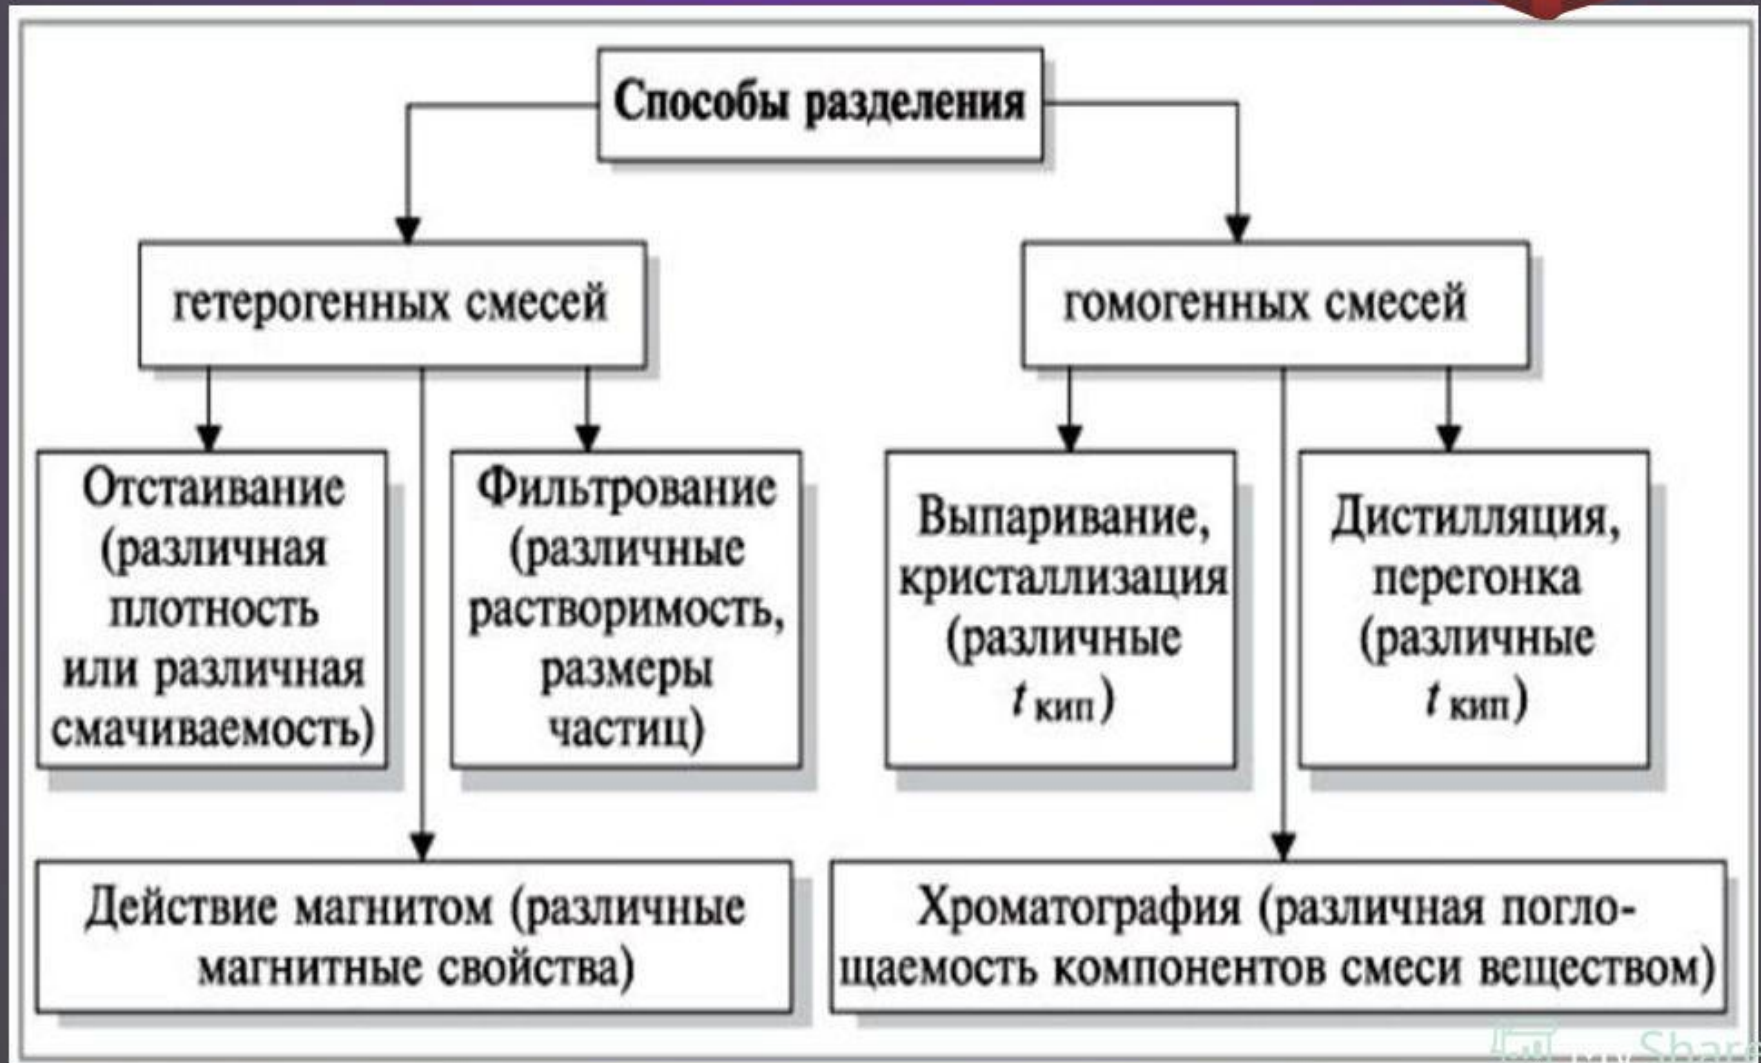 Способы разделения
гетерогенных смесей
гомогенных смесей
Отстаивание
(различная
плотность
или различная
смачиваемость)
Фильтрование
(различные
растворимость,
размеры
частиц)
Выпаривание,
кристаллизация
(различные
t кип)
Дистилляция,
перегонка
(различные
t кип)
Действие магнитом (различные
магнитные свойства)
Хроматография (различная погло-
щаемость компонентов смеси веществом)